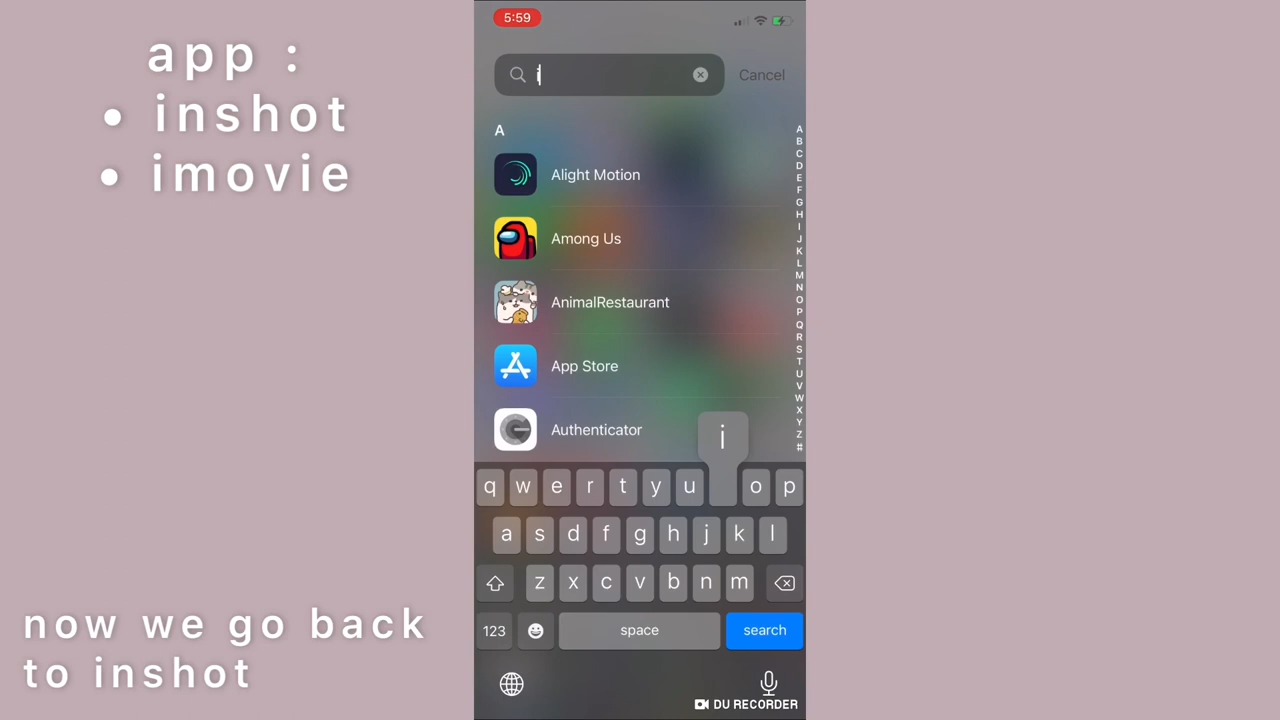 app :
• inshot
• imovie
now we go back
to inshot
5:59
i
Cancel
A
Alight Motion
Among Us
AnimalRestaurant
App Store
Authenticator
A
B
C
D
E
F
G
H
I
J
K
L
M
N
O
P
Q
R
S
T
U
V
W
X
Y
Z
#
i
q w e r t y u o p
a s d f g h j k l
z x c v b n m
123 space search
DU RECORDER